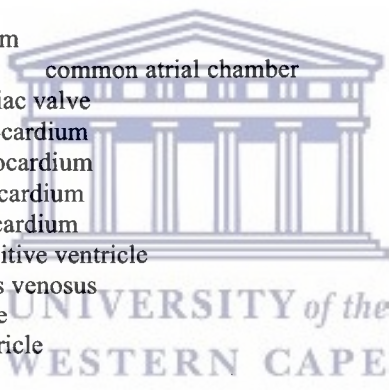 m
common atrial chamber
iac valve
cardium
ocardium
cardium
cardium
itive ventricle
s venosus
e
ricle
UNIVERSITY of the
WESTERN CAPE